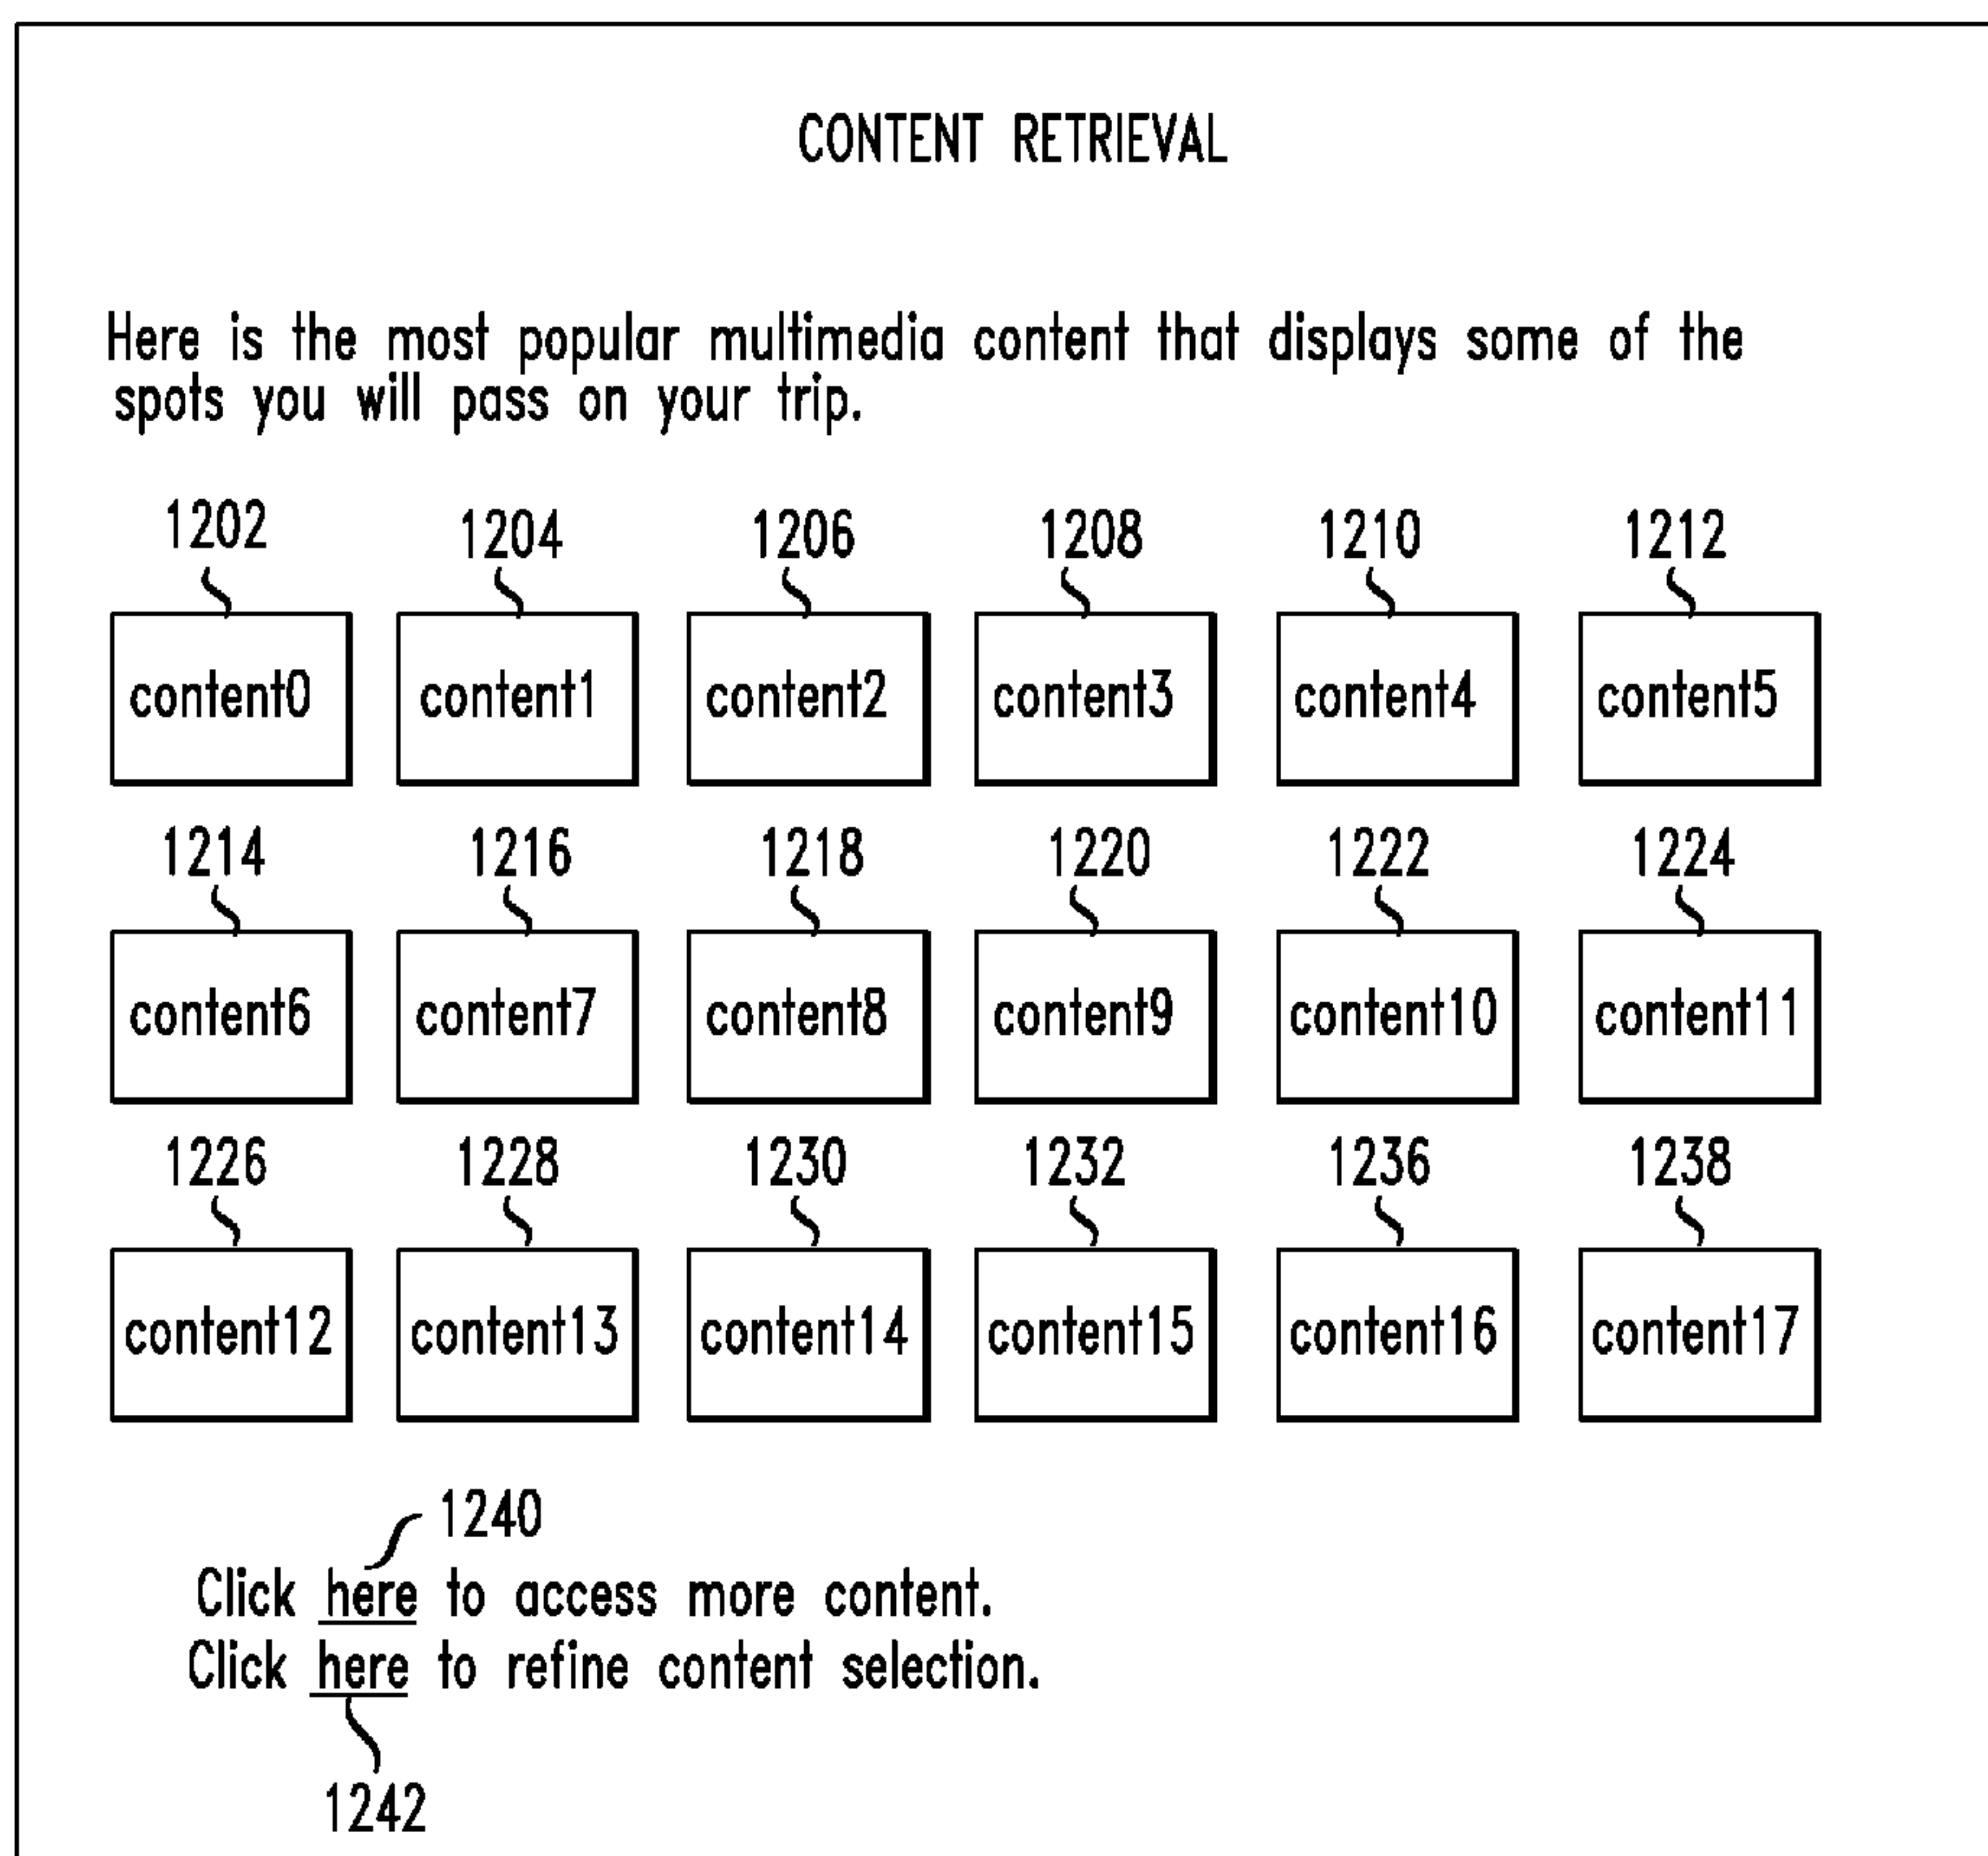 CONTENT RETRIEVAL
Here is the most popular multimedia content that displays some of the
spots you will pass on your trip.
1202 1204 1206 1208 1210 1212
content0 content1 content2 content3 content4 content5
1214 1216 1218 1220 1222 1224
content6 content7 content8 content9 content10 content11
1226 1228 1230 1232 1236 1238
content12 content13 content14 content15 content16 content17
1240
Click here to access more content.
Click here to refine content selection.
1242